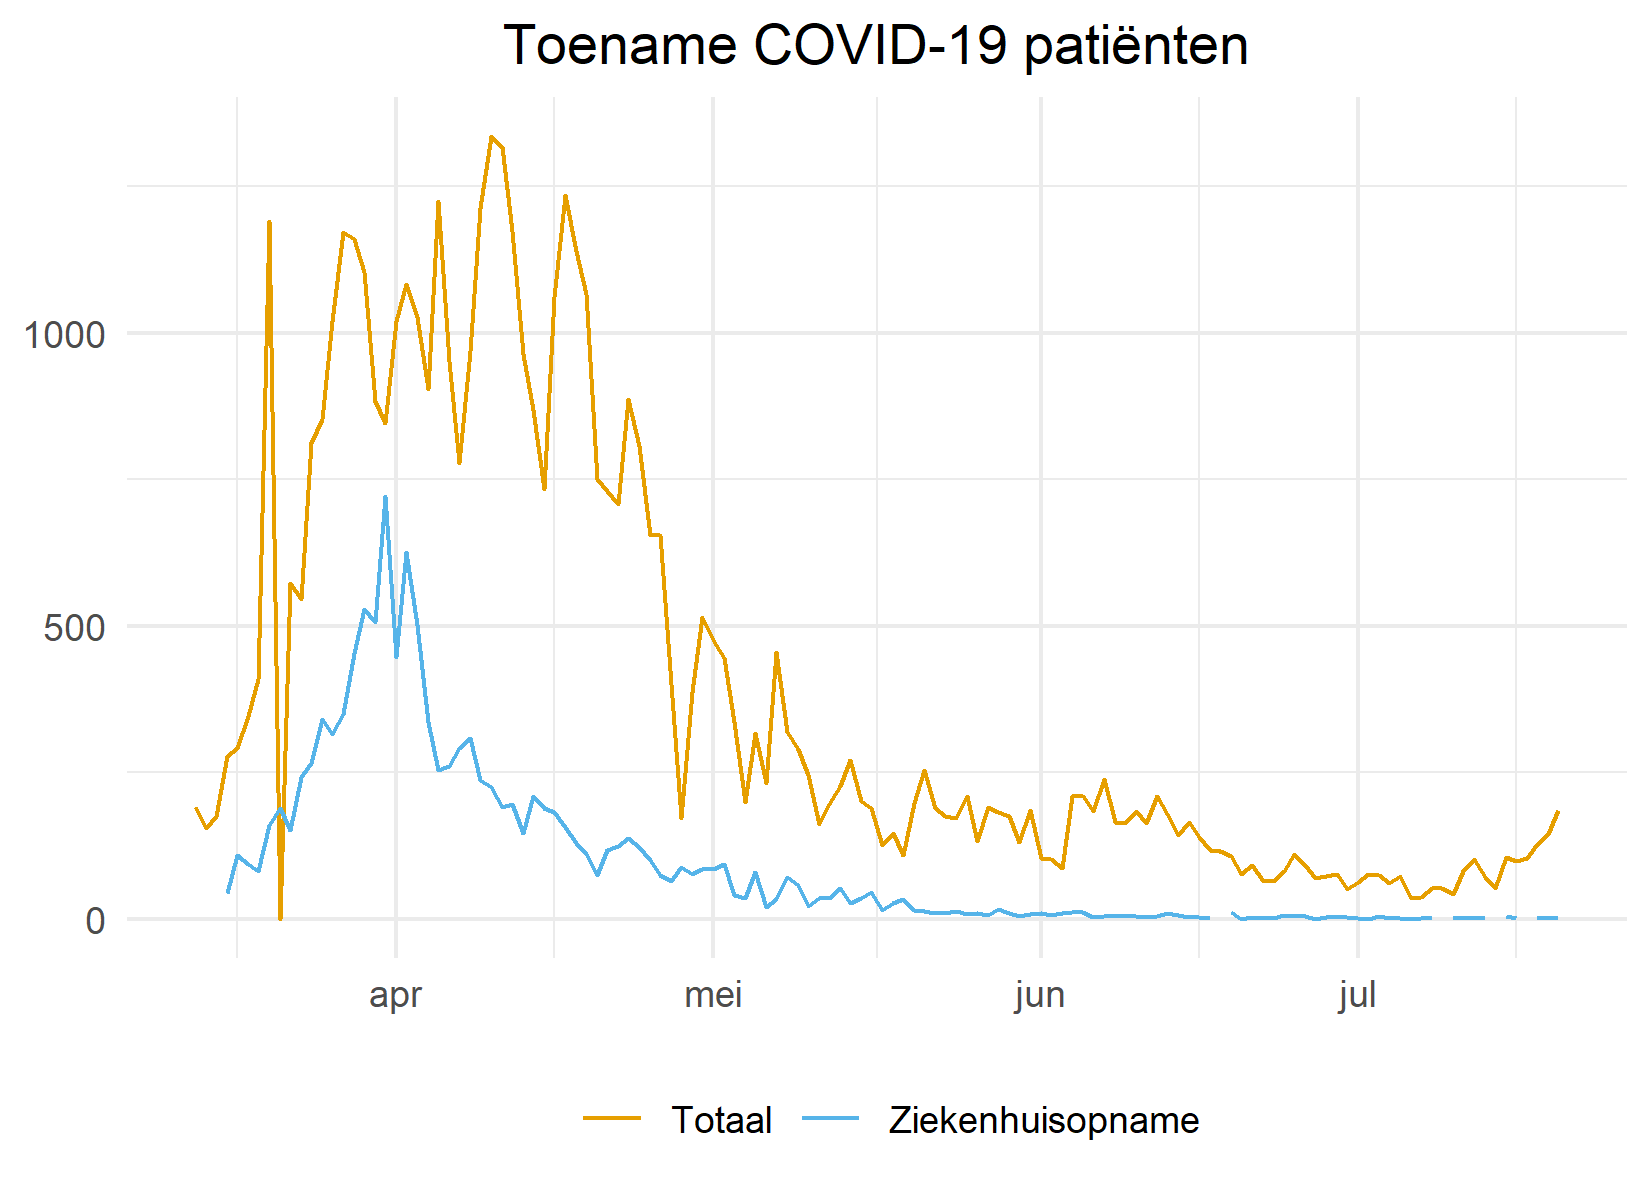 Toename COVID-19 patiënten
1000
500
0
apr mei jun jul
Totaal Ziekenhuisopname